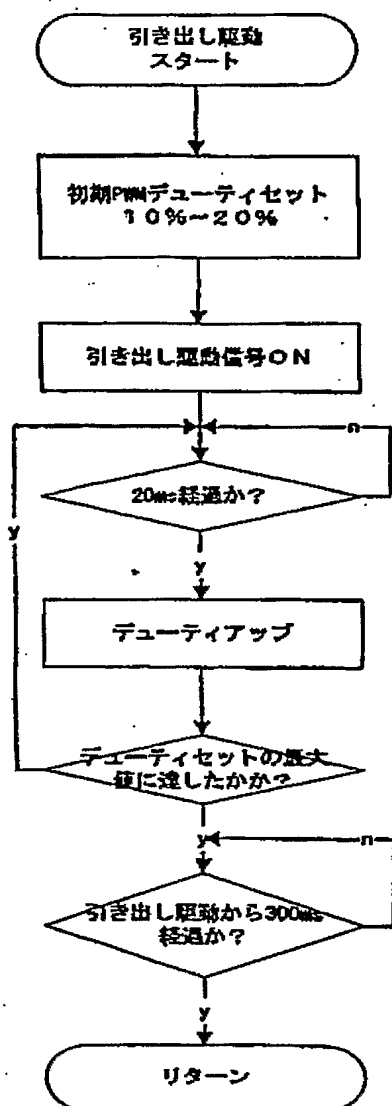 引き出し駆動
スタート
初期PWMデューティセット
10%~20%
引き出し駆動信号ON
n
20ms経過か?
y
y
デューティアップ
デューティセットの最大
値に達したかか?
y
n
引き出し駆動から300ms
経過か?
y
リターン